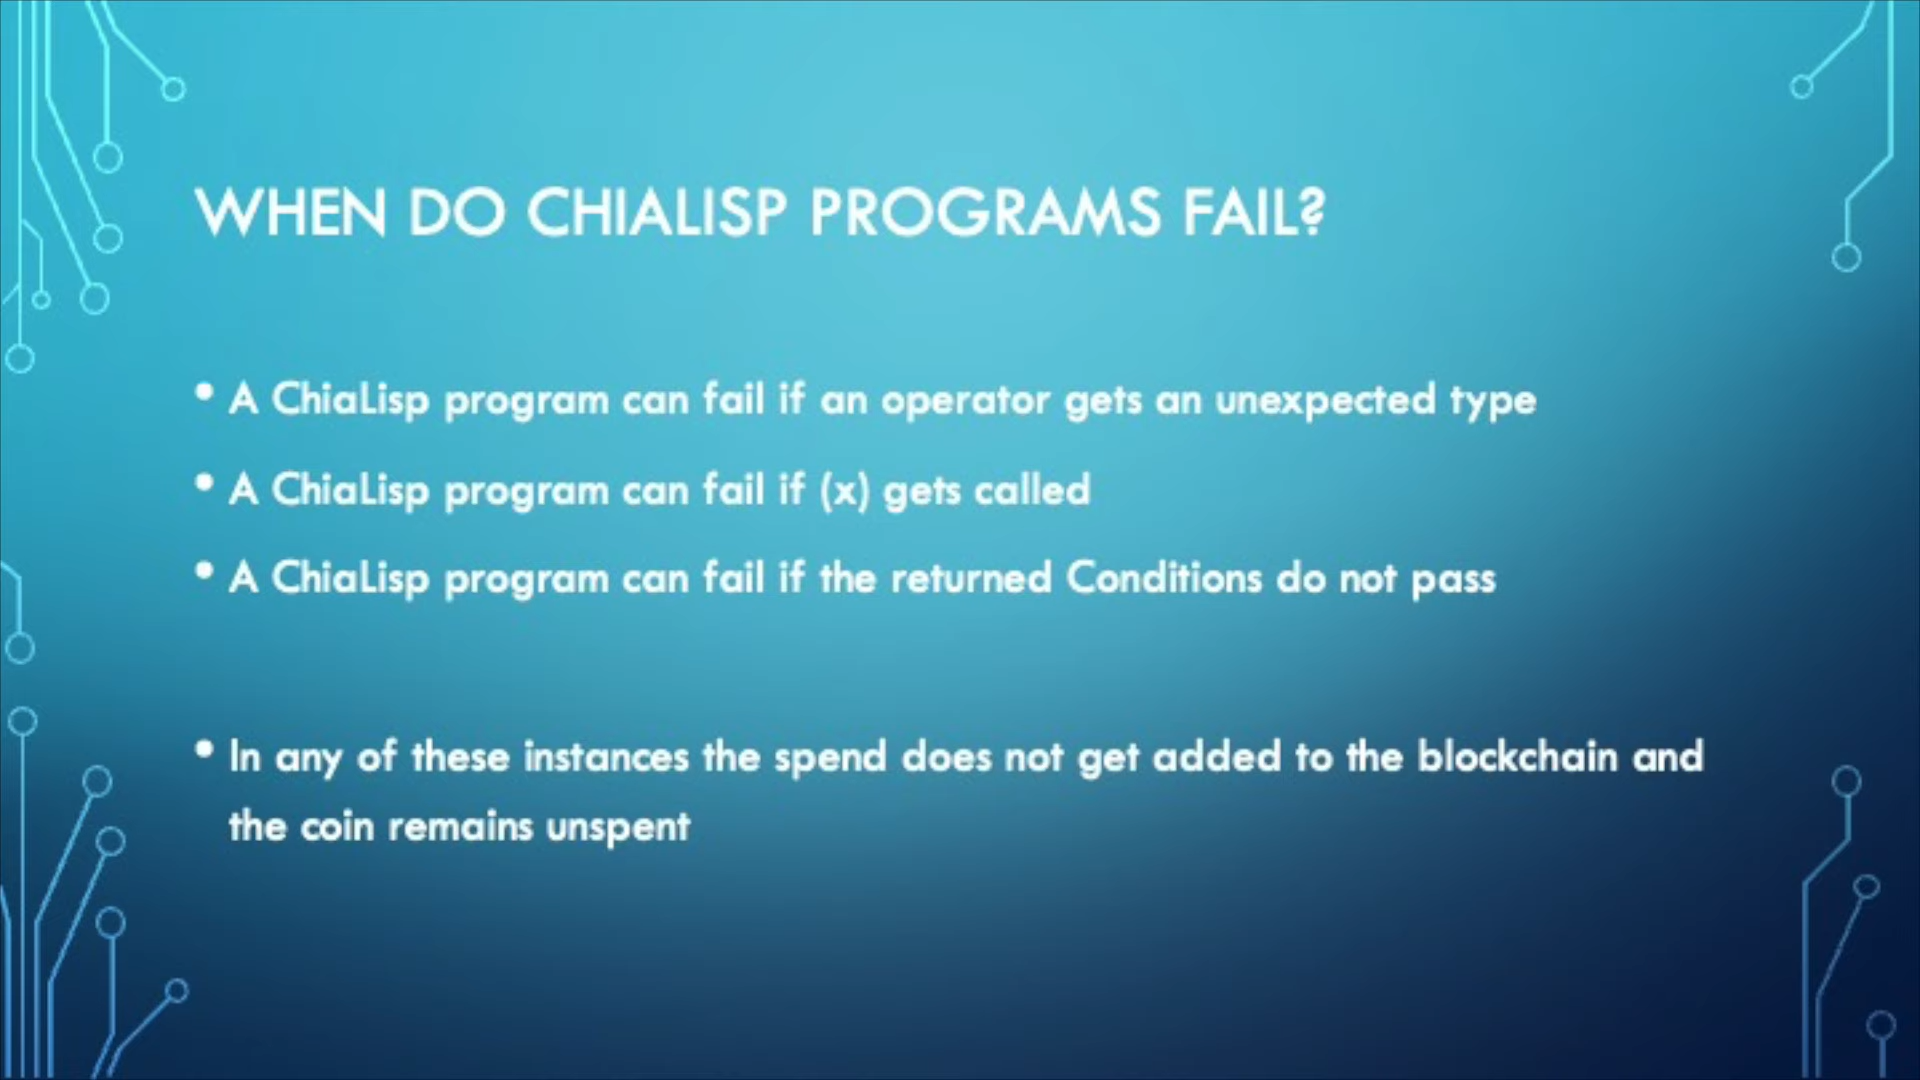 WHEN DO CHIALISP PROGRAMS FAIL?
• A ChiaLisp program can fail if an operator gets an unexpected type
• A ChiaLisp program can fail if (x) gets called
• A ChiaLisp program can fail if the returned Conditions do not pass
• In any of these instances the spend does not get added to the blockchain and
the coin remains unspent